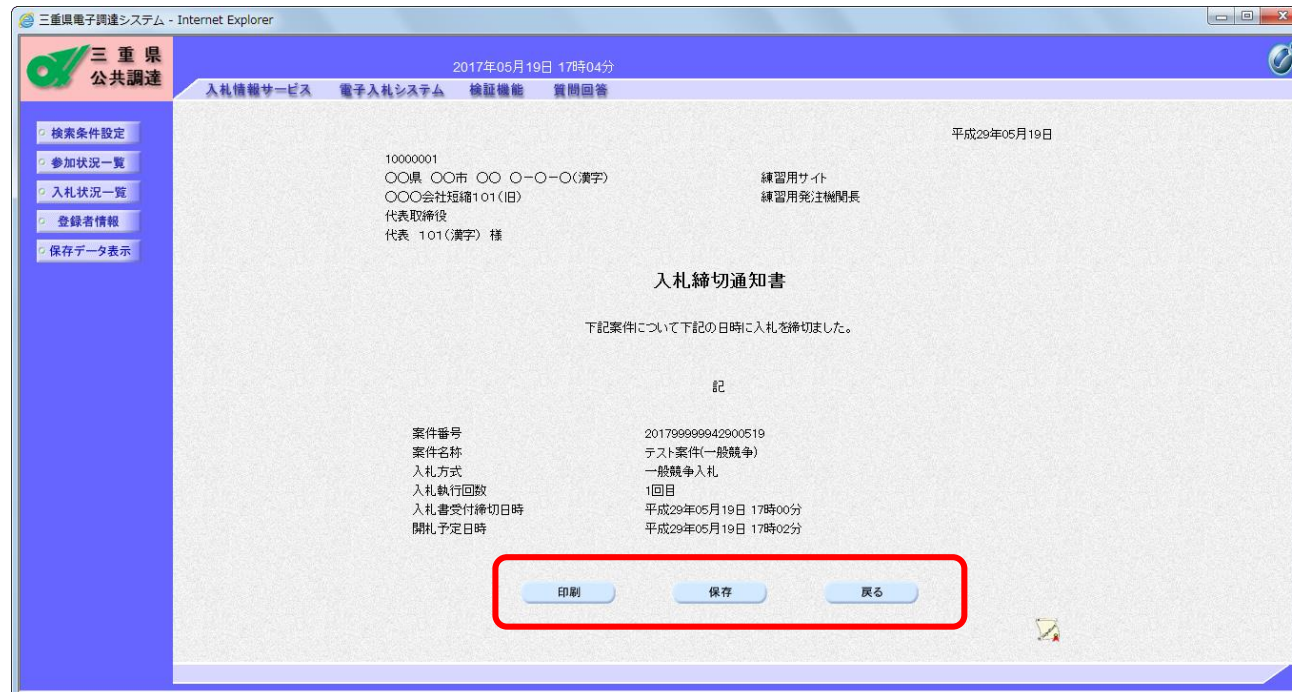 三重県電子調達システム - Internet Explorer
三重県
公共調達
2017年05月19日 17時04分
入札情報サービス 電子入札システム 検証機能 質問回答
検索条件設定
参加状況一覧
入札状況一覧
登録者情報
保存データ表示
平成29年05月19日
10000001
〇〇県 〇〇市 〇〇 〇-〇-〇(漢字)
〇〇〇会社短縮101(旧)
代表取締役
代表 101(漢字) 様
練習用サイト
練習用発注機関長
入札締切通知書
下記案件について下記の日時に入札を締切ました。
記
案件番号 201799999942900519
案件名称 テスト案件(一般競争)
入札方式 一般競争入札
入札執行回数 1回目
入札書受付締切日時 平成29年05月19日 17時00分
開札予定日時 平成29年05月19日 17時02分
印刷 保存 戻る